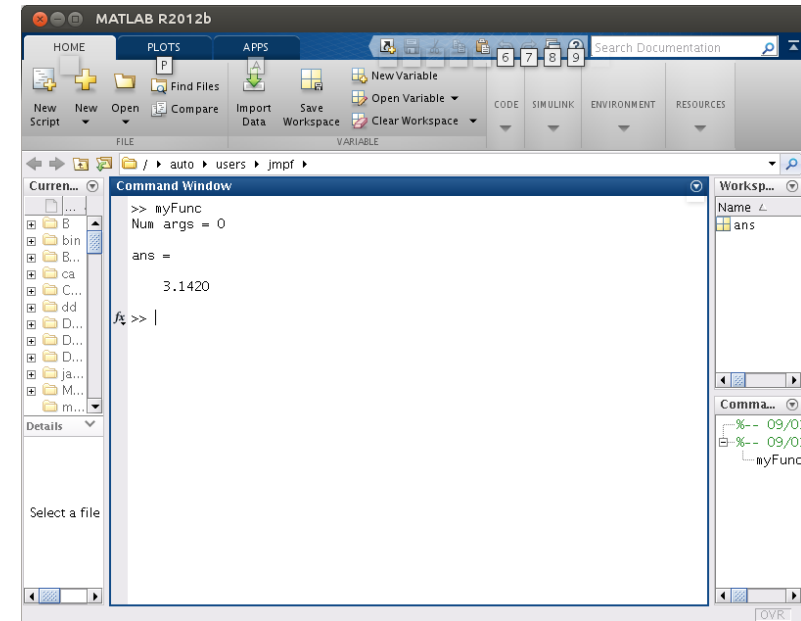 MATLAB R2012b
HOME PLOTS APPS
P A 6 7 8 9
Search Documentation
New Script
New
Open
Find Files
Compare
Import Data
Save Workspace
New Variable
Open Variable
Clear Workspace
CODE SIMULINK ENVIRONMENT RESOURCES
FILE VARIABLE
/ auto users jmpf
Curren...
...
B
bin
B...
ca
C...
dd
D...
D...
D...
ja...
M...
m...
Details
Select a file
Command Window
>> myFunc
Num args = 0
ans =
3.1420
fx >>
Worksp...
Name
ans
Comma...
%-- 09/0
%-- 09/0
myFunc
OVR